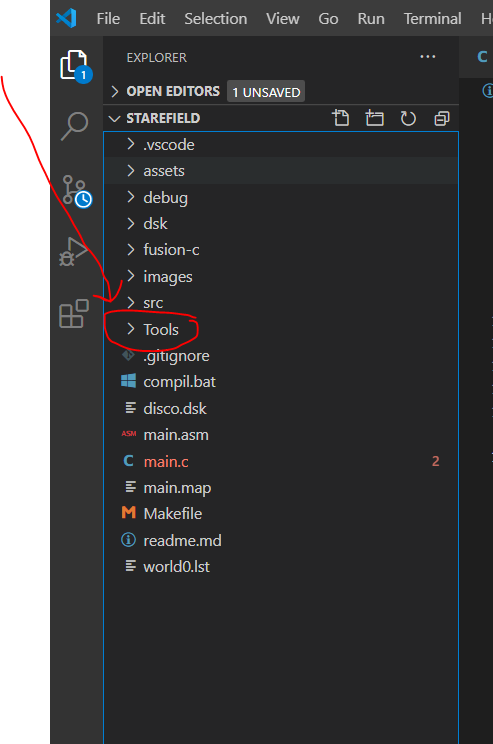 File Edit Selection View Go Run Terminal
EXPLORER ...
1
OPEN EDITORS 1 UNSAVED
STAREFIELD
.vscode
assets
debug
dsk
fusion-c
images
src
Tools
.gitignore
compil.bat
disco.dsk
ASM main.asm
C main.c 2
main.map
M Makefile
readme.md
world0.lst
C